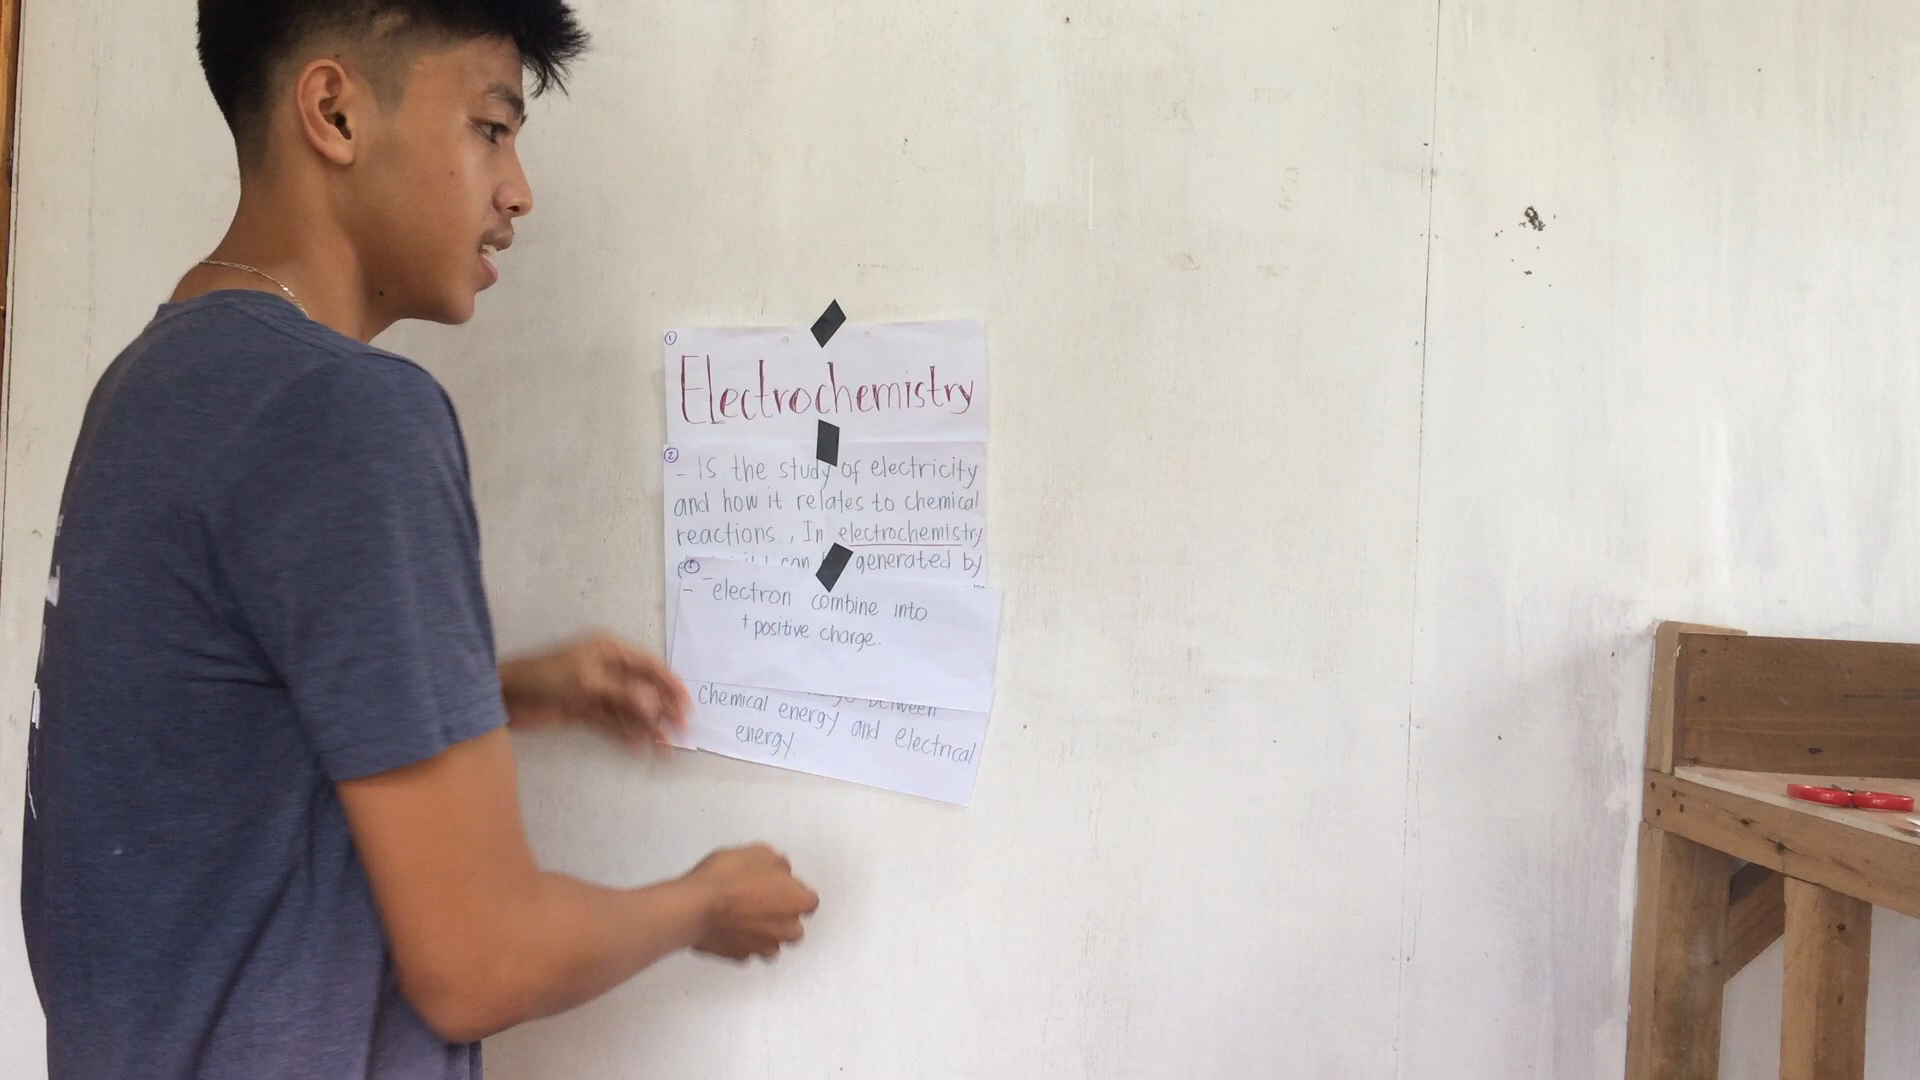 1
Electrochemistry
2
- Is the study of electricity
and how it relates to chemical
reactions., In electrochemistry
can generated by
- electron combine into
+ positive charge.
chemical energy and electrical
energy.